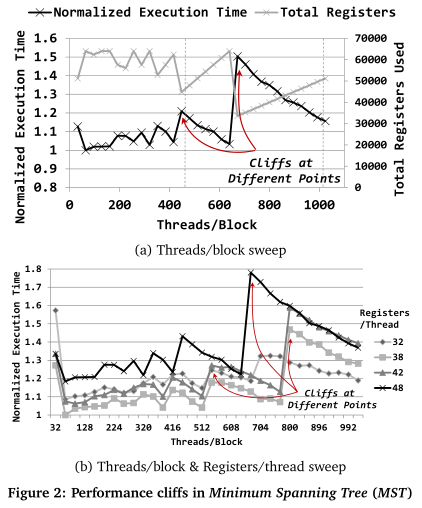 Normalized Execution Time Total Registers
Normalized Execution Time
1.6
1.5
1.4
1.3
1.2
1.1
1
0.9
0.8
70000
60000
50000
40000
30000
20000
10000
0
Total Registers Used
Cliffs at
Different Points
0 200 400 600 800 1000
Threads/Block
(a) Threads/block sweep
Normalized Execution Time
1.8
1.7
1.6
1.5
1.4
1.3
1.2
1.1
1
Registers
/Thread
32
38
42
48
Cliffs at
Different Points
32 128 224 320 416 512 608 704 800 896 992
Threads/Block
(b) Threads/block & Registers/thread sweep
Figure 2: Performance cliffs in Minimum Spanning Tree (MST)